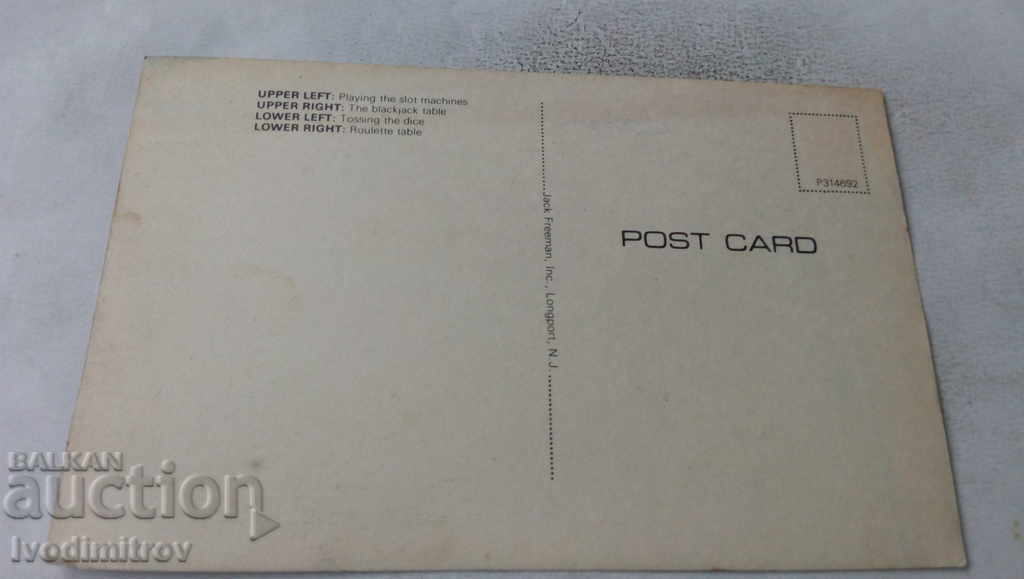 UPPER LEFT: Playing the slot machines
UPPER RIGHT: The blackjack table
LOWER LEFT: Tossing the dice
LOWER RIGHT: Roulette table
Jack Freeman, Inc., Longport, N.J.
P314692
POST CARD
BALKAN
auction
Ivodimitrov